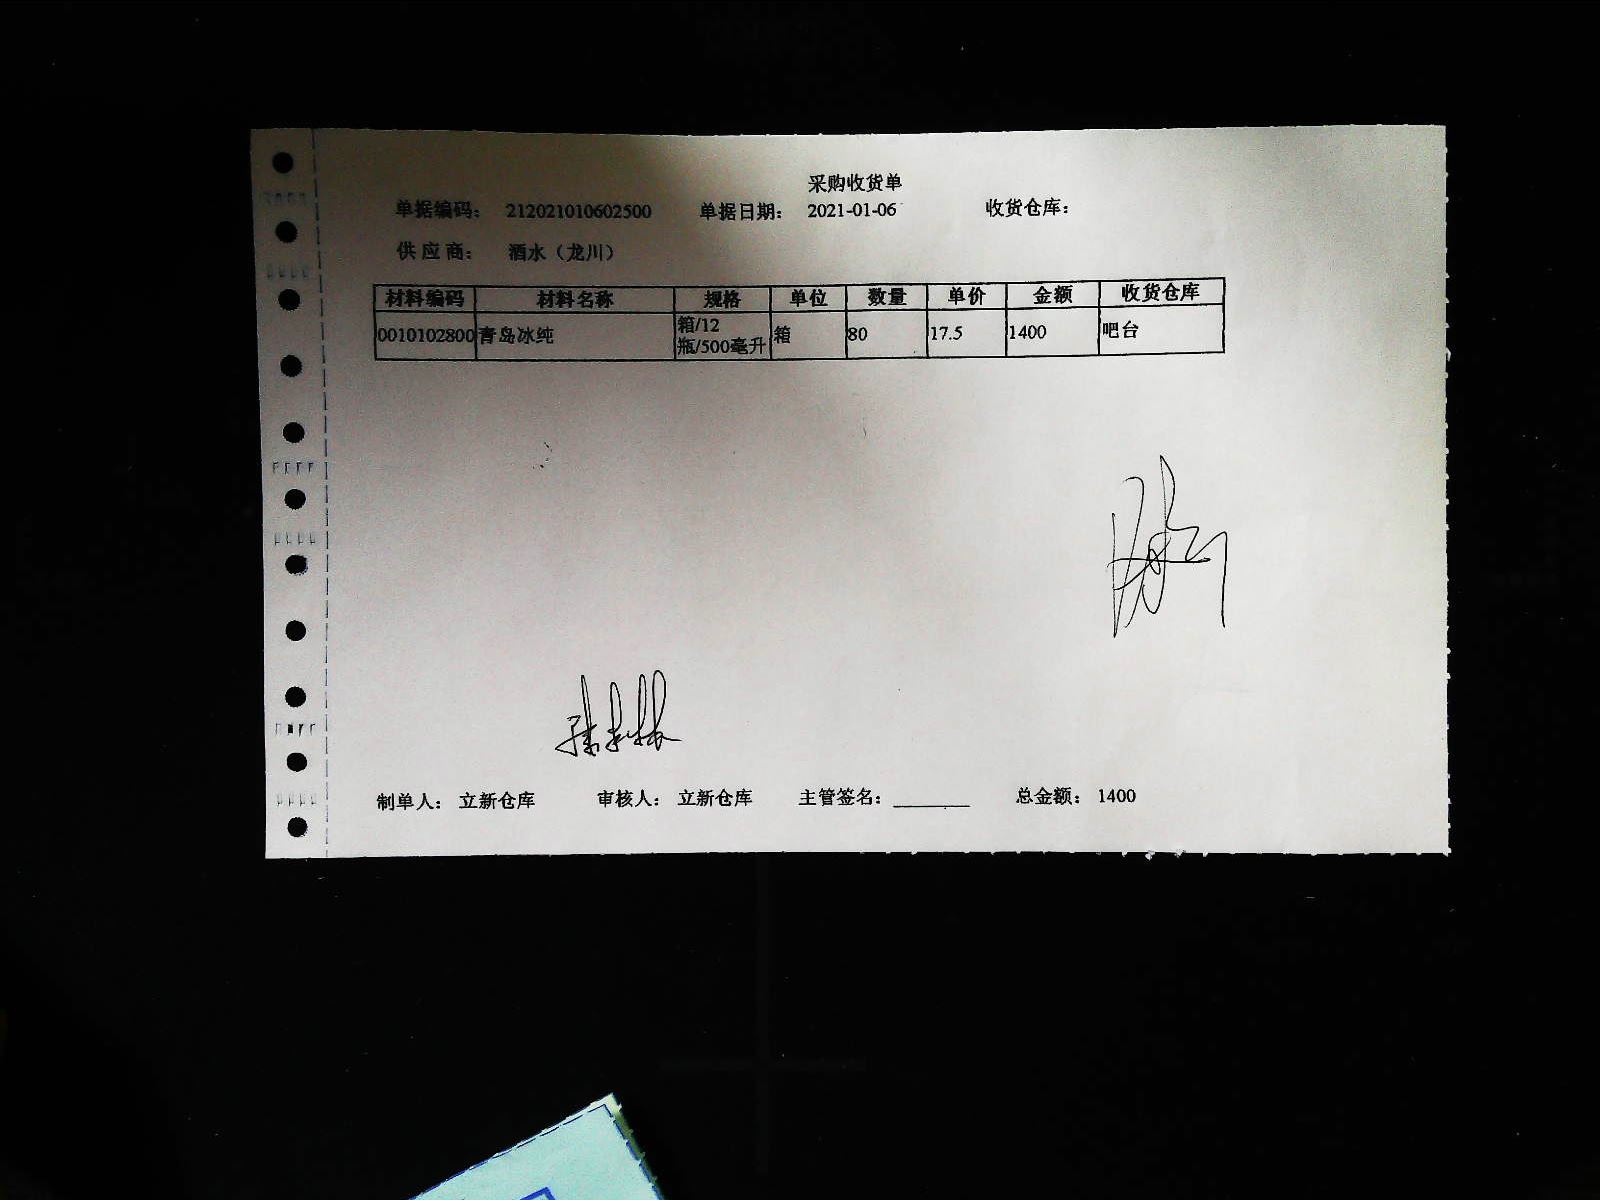 采购收货单
单据编码: 212021010602500 单据日期: 2021-01-06 收货仓库:
供应商: 酒水（龙川）
材料编码 材料名称 规格 单位 数量 单价 金额 收货仓库
0010102800 青岛冰纯 箱/12瓶/500毫升 箱 80 17.5 1400 吧台
制单人: 立新仓库 审核人: 立新仓库 主管签名: 总金额: 1400